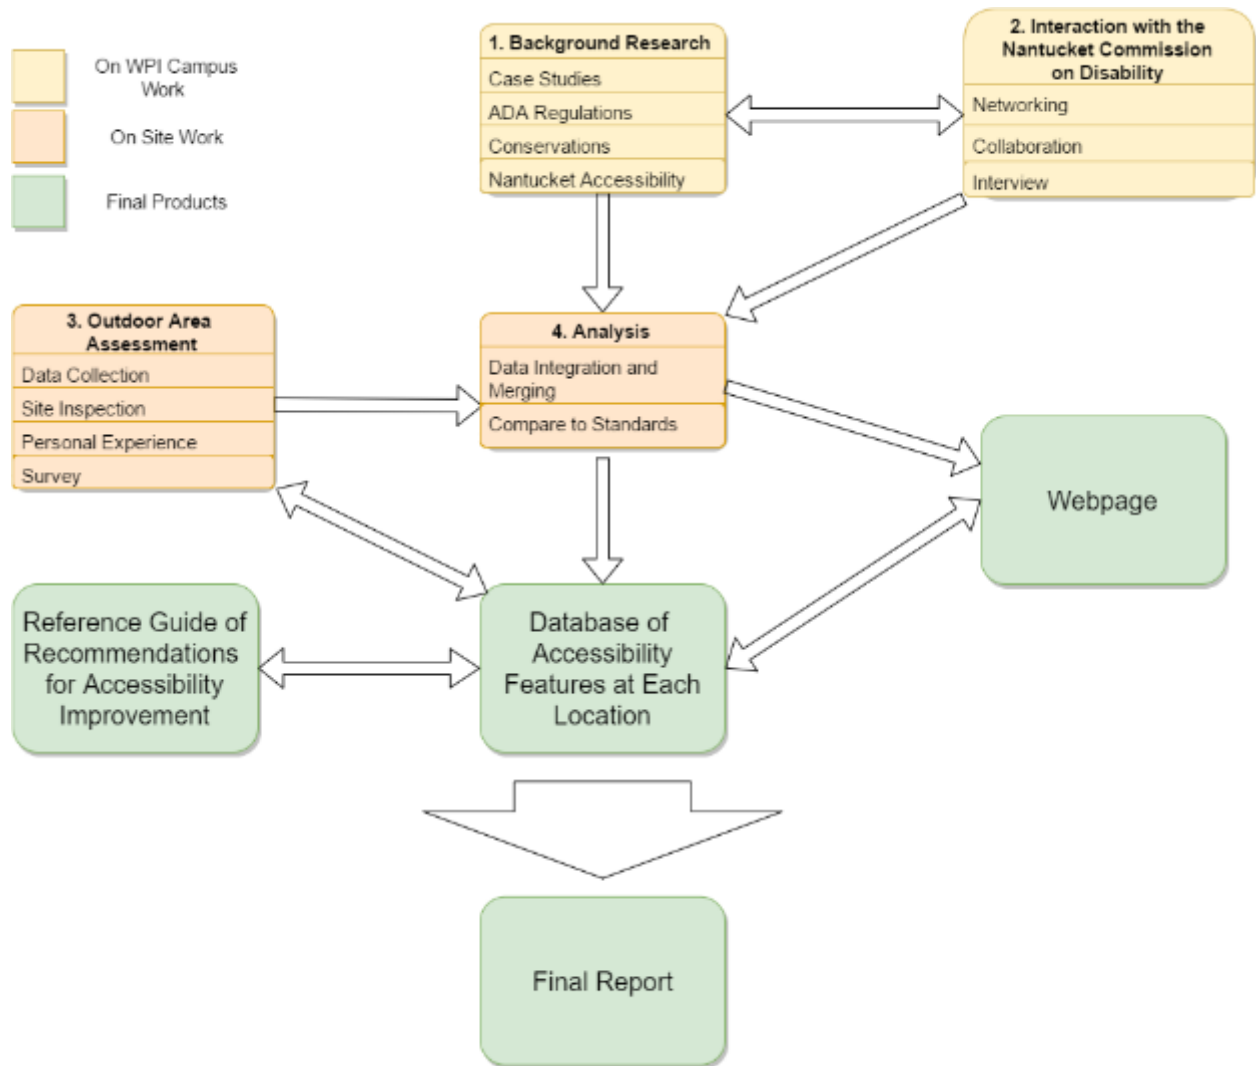 On WPI Campus
Work
On Site Work
Final Products
1. Background Research
Case Studies
ADA Regulations
Conservations
Nantucket Accessibility
2. Interaction with the
Nantucket Commission
on Disability
Networking
Collaboration
Interview
3. Outdoor Area
Assessment
Data Collection
Site Inspection
Personal Experience
Survey
4. Analysis
Data Integration and
Merging
Compare to Standards
Webpage
Reference Guide of
Recommendations
for Accessibility
Improvement
Database of
Accessibility
Features at Each
Location
Final Report